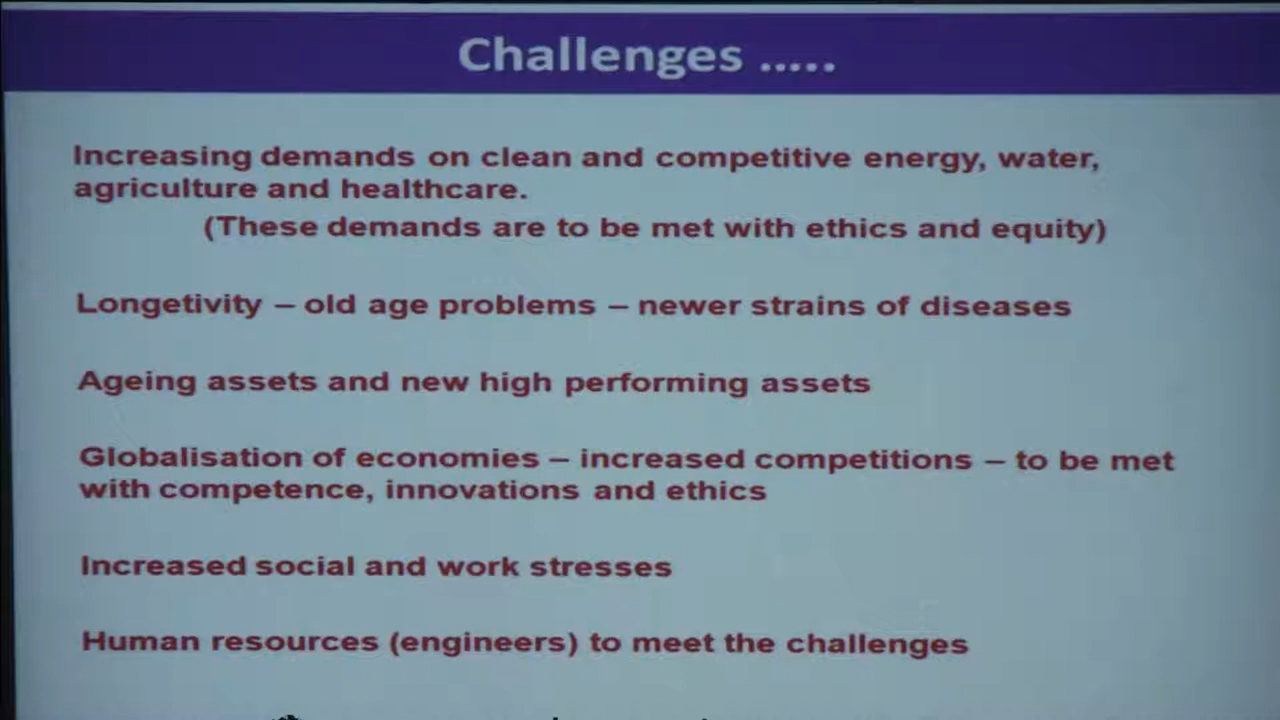 Challenges .....
Increasing demands on clean and competitive energy, water,
agriculture and healthcare.
(These demands are to be met with ethics and equity)
Longetivity – old age problems – newer strains of diseases
Ageing assets and new high performing assets
Globalisation of economies – increased competitions – to be met
with competence, innovations and ethics
Increased social and work stresses
Human resources (engineers) to meet the challenges